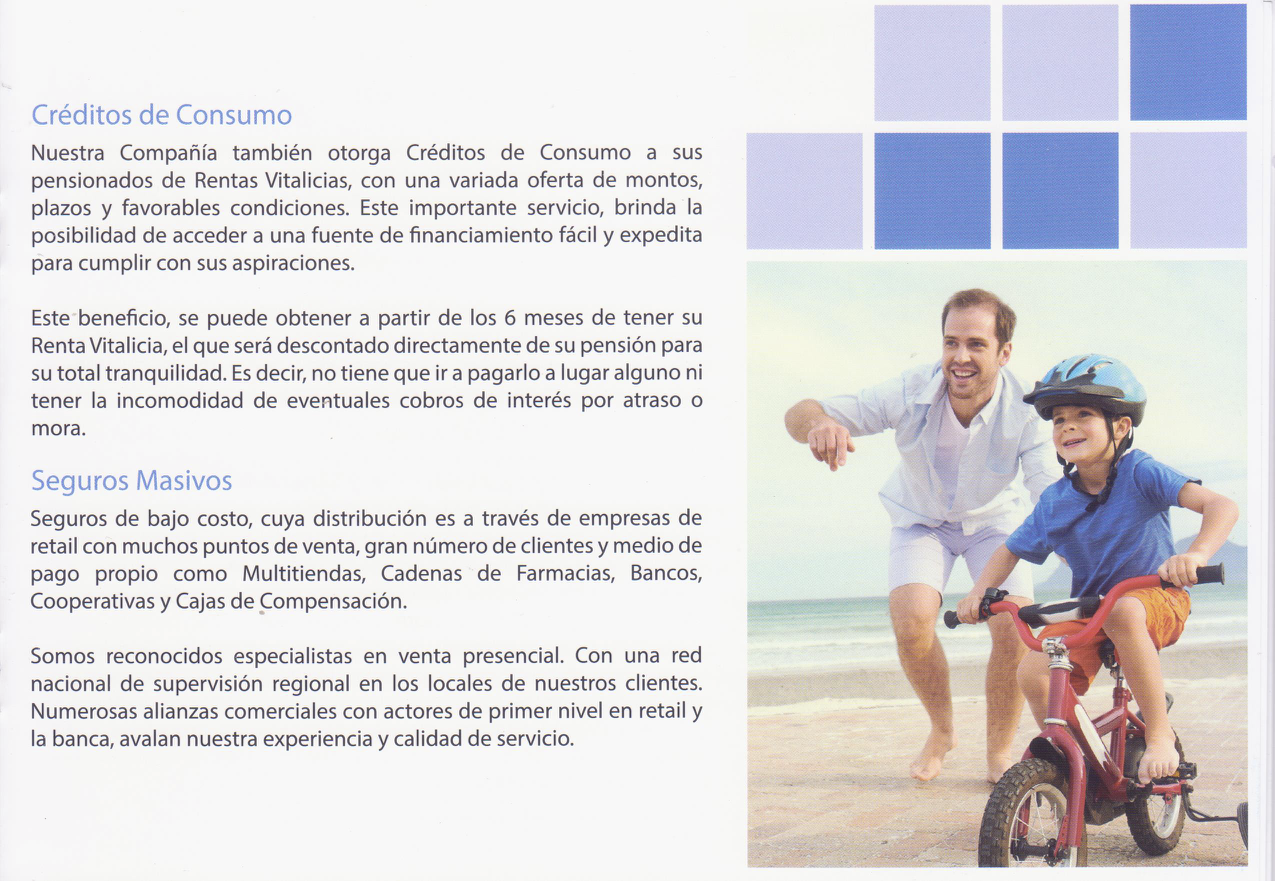 Créditos de Consumo
Nuestra Compañía también otorga Créditos de Consumo a sus
pensionados de Rentas Vitalicias, con una variada oferta de montos,
plazos y favorables condiciones. Este importante servicio, brinda la
posibilidad de acceder a una fuente de financiamiento fácil y expedita
para cumplir con sus aspiraciones.
Este beneficio, se puede obtener a partir de los 6 meses de tener su
Renta Vitalicia, el que será descontado directamente de su pensión para
su total tranquilidad. Es decir, no tiene que ir a pagarlo a lugar alguno ni
tener la incomodidad de eventuales cobros de interés por atraso o
mora.
Seguros Masivos
Seguros de bajo costo, cuya distribución es a través de empresas de
retail con muchos puntos de venta, gran número de clientes y medio de
pago propio como Multitiendas, Cadenas de Farmacias, Bancos,
Cooperativas y Cajas de Compensación.
Somos reconocidos especialistas en venta presencial. Con una red
nacional de supervisión regional en los locales de nuestros clientes.
Numerosas alianzas comerciales con actores de primer nivel en retail y
la banca, avalan nuestra experiencia y calidad de servicio.